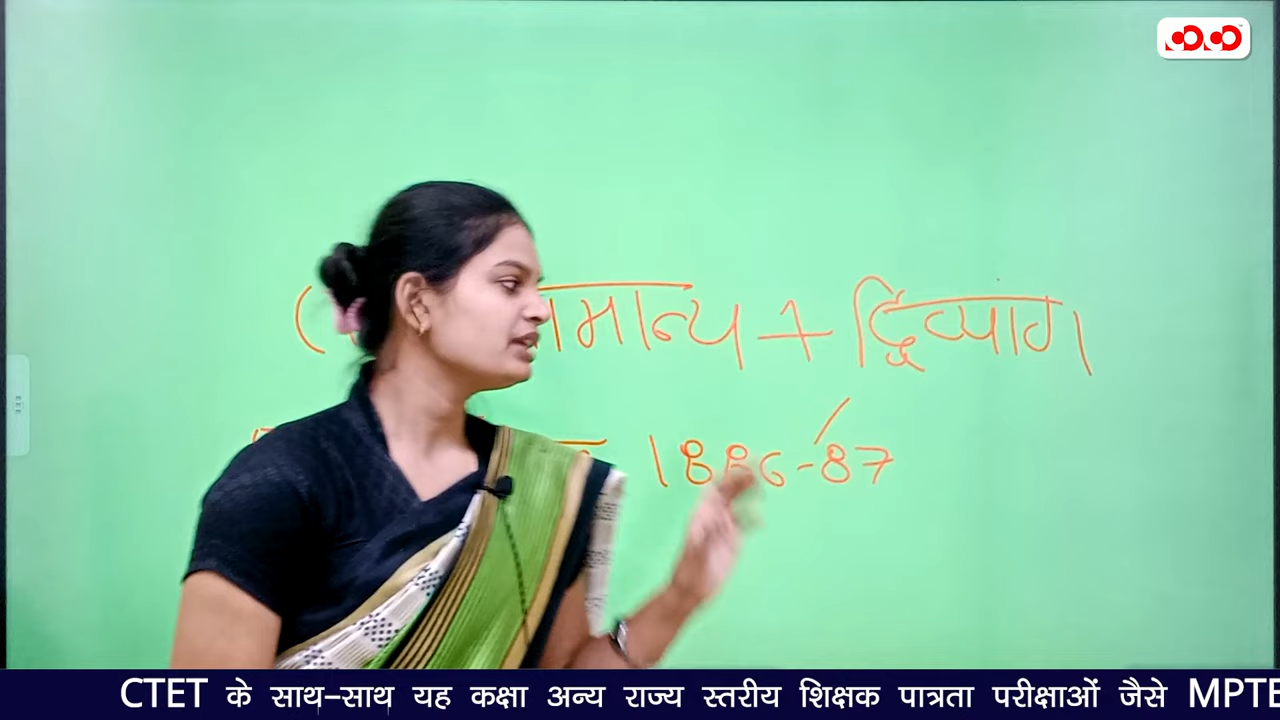 ( मान्य + द्विव्यांग
1886-87
CTET के साथ-साथ यह कक्षा अन्य राज्य स्तरीय शिक्षक पात्रता परीक्षाओं जैसे MPTE